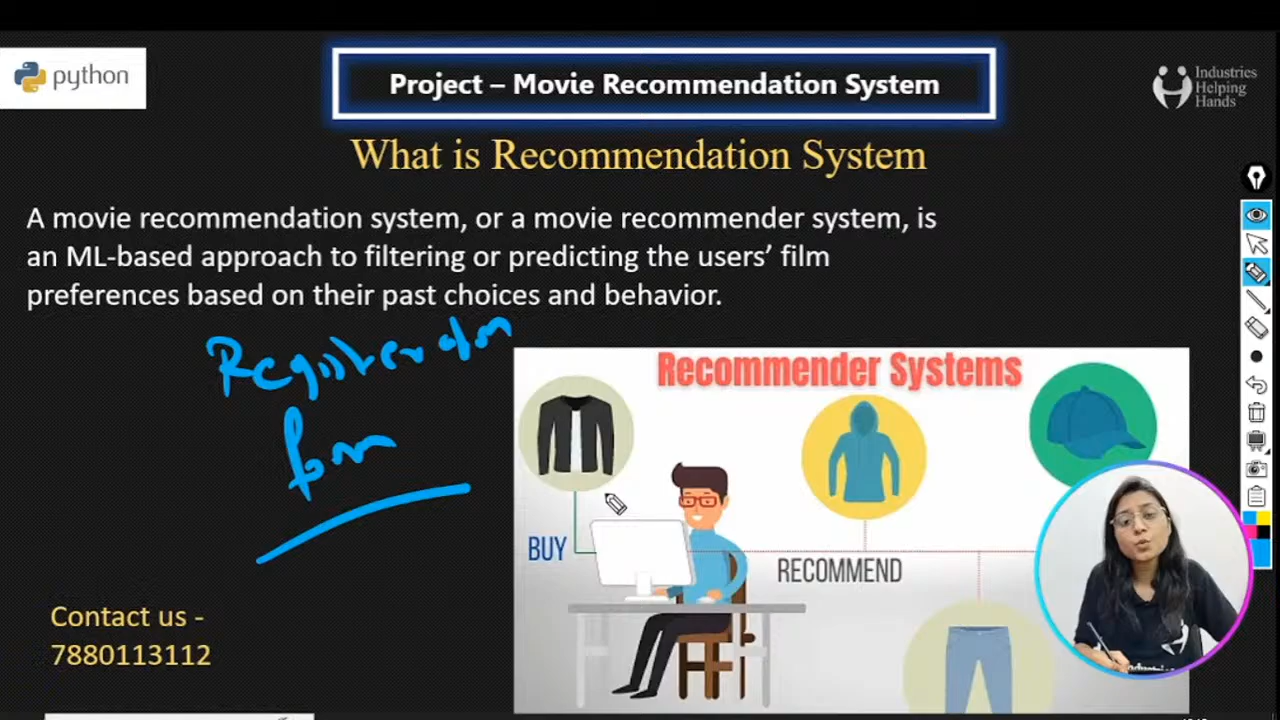 python
Project – Movie Recommendation System
Industries
Helping
Hands
What is Recommendation System
A movie recommendation system, or a movie recommender system, is
an ML-based approach to filtering or predicting the users' film
preferences based on their past choices and behavior.
form
Recommender Systems
BUY
RECOMMEND
Contact us -
7880113112